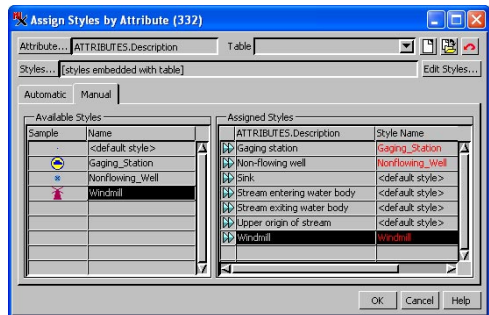 Assign Styles by Attribute (332)
Attribute... ATTRIBUTES.Description Table
Styles... [styles embedded with table] Edit Styles...
Automatic Manual
Available Styles Assigned Styles
Sample Name ATTRIBUTES.Description Style Name
<default style> Gaging station Gaging_Station
Gaging_Station Non-flowing well Nonflowing_Well
Nonflowing_Well Sink <default style>
Windmill Stream entering water body <default style>
Stream exiting water body <default style>
Upper origin of stream <default style>
Windmill Windmill
OK Cancel Help